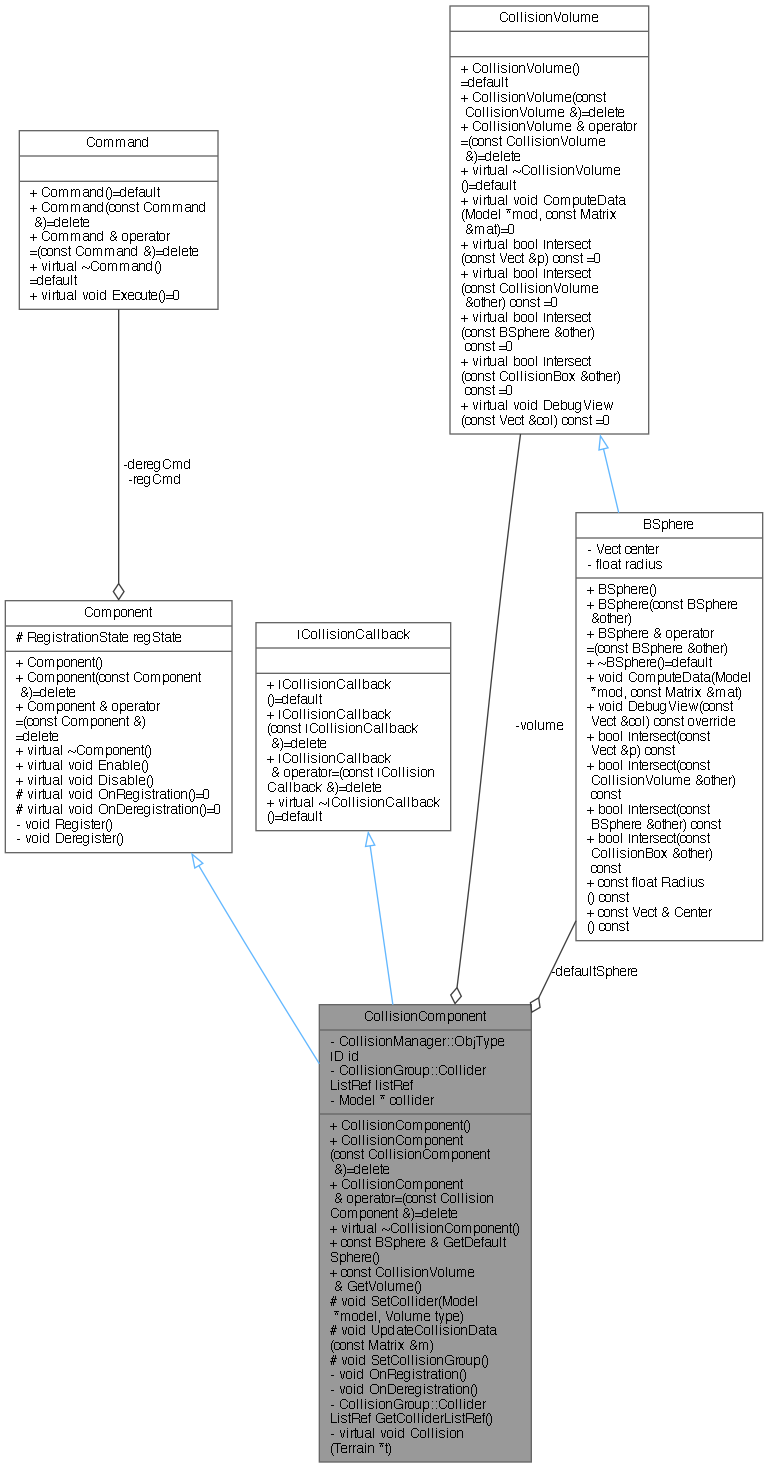 CollisionVolume
+ CollisionVolume()
=default
+ CollisionVolume(const
CollisionVolume &)=delete
+ CollisionVolume & operator
=(const CollisionVolume
&)=delete
+ virtual ~CollisionVolume
()=default
+ virtual void ComputeData
(Model *mod, const Matrix
&mat)=0
+ virtual bool Intersect
(const Vect &p) const =0
+ virtual bool Intersect
(const CollisionVolume
&other) const =0
+ virtual bool Intersect
(const BSphere &other)
const =0
+ virtual bool Intersect
(const CollisionBox &other)
const =0
+ virtual void DebugView
(const Vect &col) const =0
Command
+ Command()=default
+ Command(const Command
&)=delete
+ Command & operator
=(const Command &)=delete
+ virtual ~Command()
=default
+ virtual void Execute()=0
-deregCmd
-regCmd
BSphere
- Vect center
- float radius
+ BSphere()
+ BSphere(const BSphere
&other)
+ BSphere & operator
=(const BSphere &other)
+ ~BSphere()=default
+ void ComputeData(Model
*mod, const Matrix &mat)
+ void DebugView(const
Vect &col) const override
+ bool Intersect(const
Vect &p) const
+ bool Intersect(const
CollisionVolume &other)
const
+ bool Intersect(const
BSphere &other) const
+ bool Intersect(const
CollisionBox &other)
const
+ const float Radius
() const
+ const Vect & Center
() const
Component
# RegistrationState regState
+ Component()
+ Component(const Component
&)=delete
+ Component & operator
=(const Component &)
=delete
+ virtual ~Component()
+ virtual void Enable()
+ virtual void Disable()
# virtual void OnRegistration()=0
# virtual void OnDeregistration()=0
- void Register()
- void Deregister()
ICollisionCallback
+ ICollisionCallback
()=default
+ ICollisionCallback
(const ICollisionCallback
&)=delete
+ ICollisionCallback
& operator=(const ICollision
Callback &)=delete
+ virtual ~ICollisionCallback
()=default
-volume
-defaultSphere
CollisionComponent
- CollisionManager::ObjType
ID id
- CollisionGroup::Collider
ListRef listRef
- Model * collider
+ CollisionComponent()
+ CollisionComponent
(const CollisionComponent
&)=delete
+ CollisionComponent
& operator=(const Collision
Component &)=delete
+ virtual ~CollisionComponent()
+ const BSphere & GetDefault
Sphere()
+ const CollisionVolume
& GetVolume()
# void SetCollider(Model
*model, Volume type)
# void UpdateCollisionData
(const Matrix &m)
# void SetCollisionGroup()
- void OnRegistration()
- void OnDeregistration()
- CollisionGroup::Collider
ListRef GetColliderListRef()
- virtual void Collision
(Terrain *t)